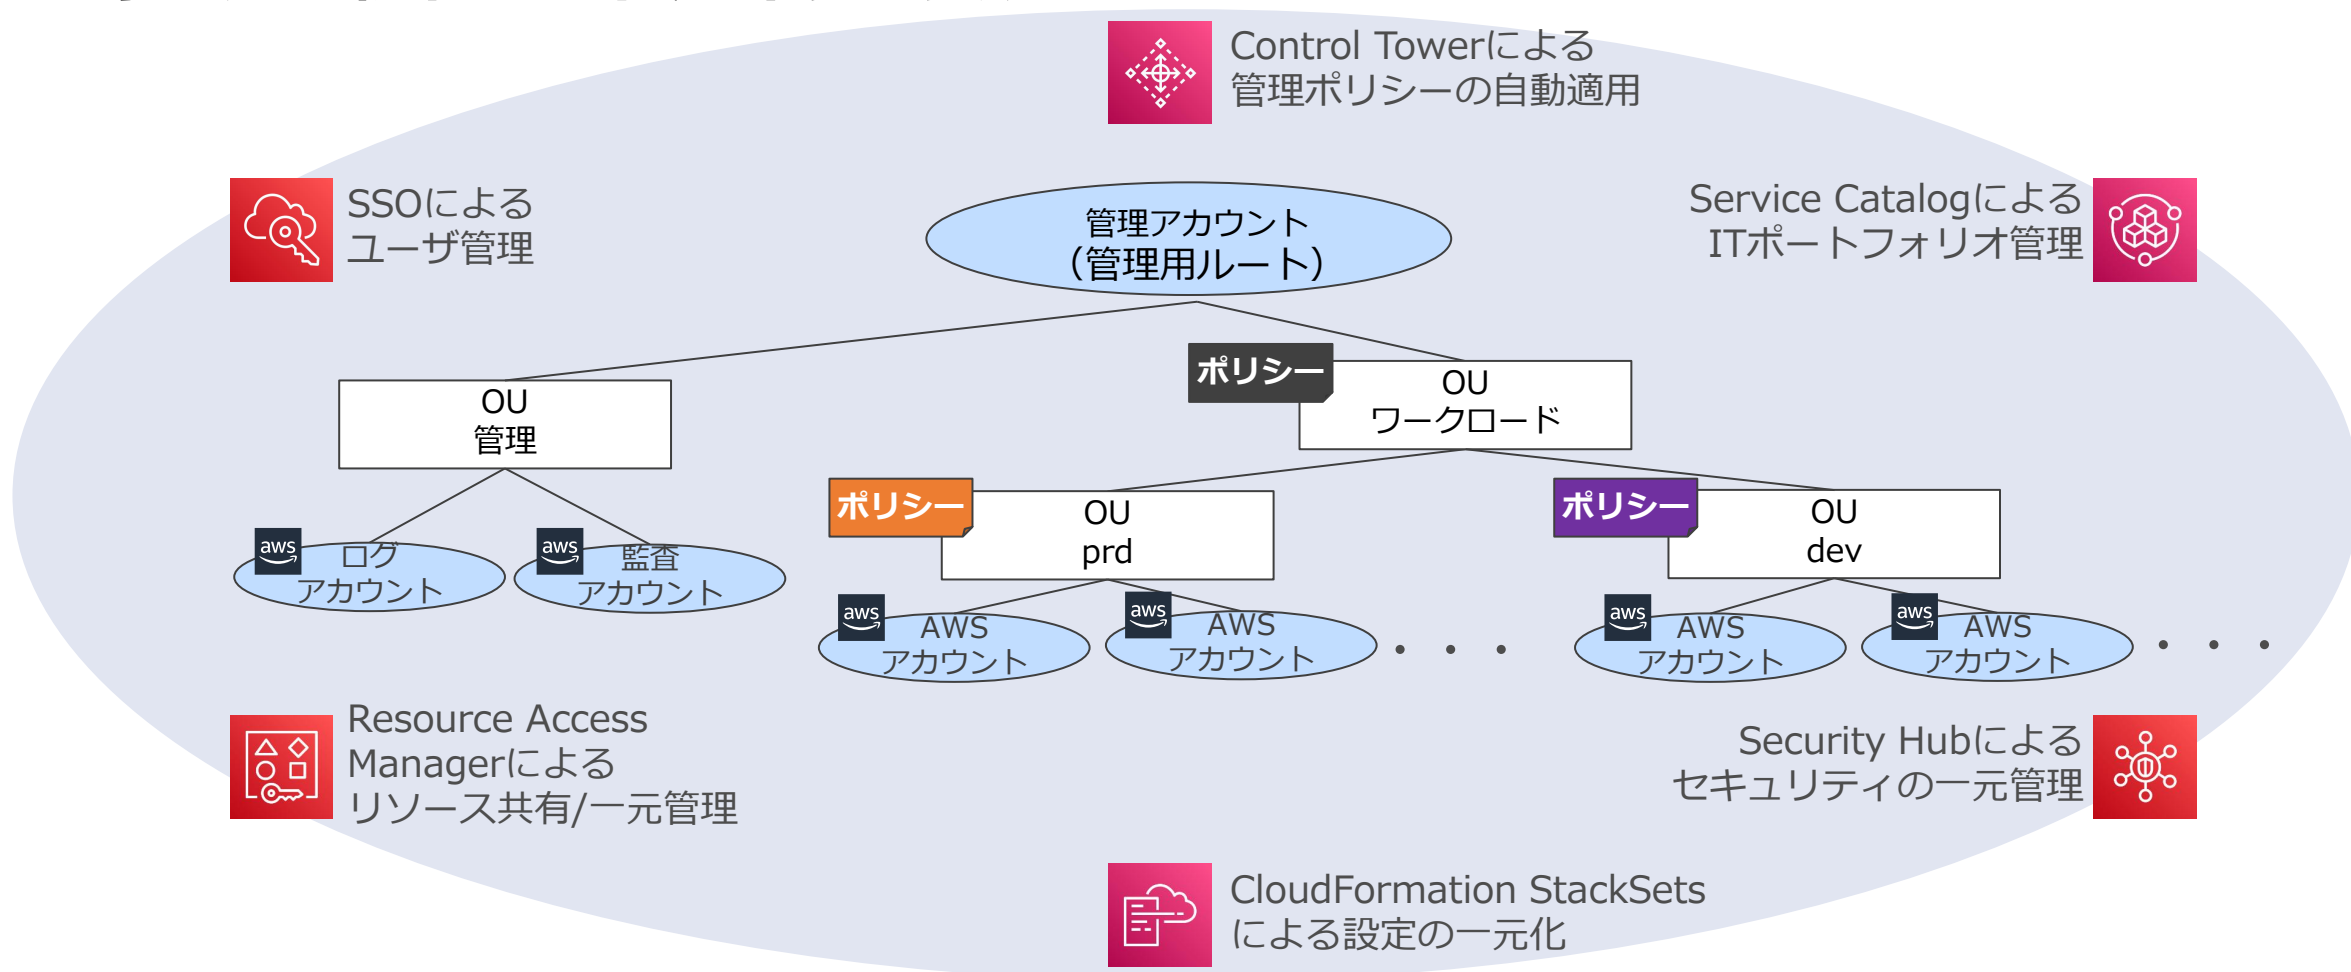 Control Towerによる
管理ポリシーの自動適用
SSOによる
ユーザ管理
管理アカウント
（管理用ルート）
Service Catalogによる
ITポートフォリオ管理
ポリシー
OU
管理
OU
ワークロード
ポリシー
OU
prd
ポリシー
OU
dev
aws
ログ
アカウント
aws
監査
アカウント
aws
AWS
アカウント
aws
AWS
アカウント
・・・
aws
AWS
アカウント
aws
AWS
アカウント
・・・
Resource Access
Managerによる
リソース共有/一元管理
Security Hubによる
セキュリティの一元管理
CloudFormation StackSets
による設定の一元化